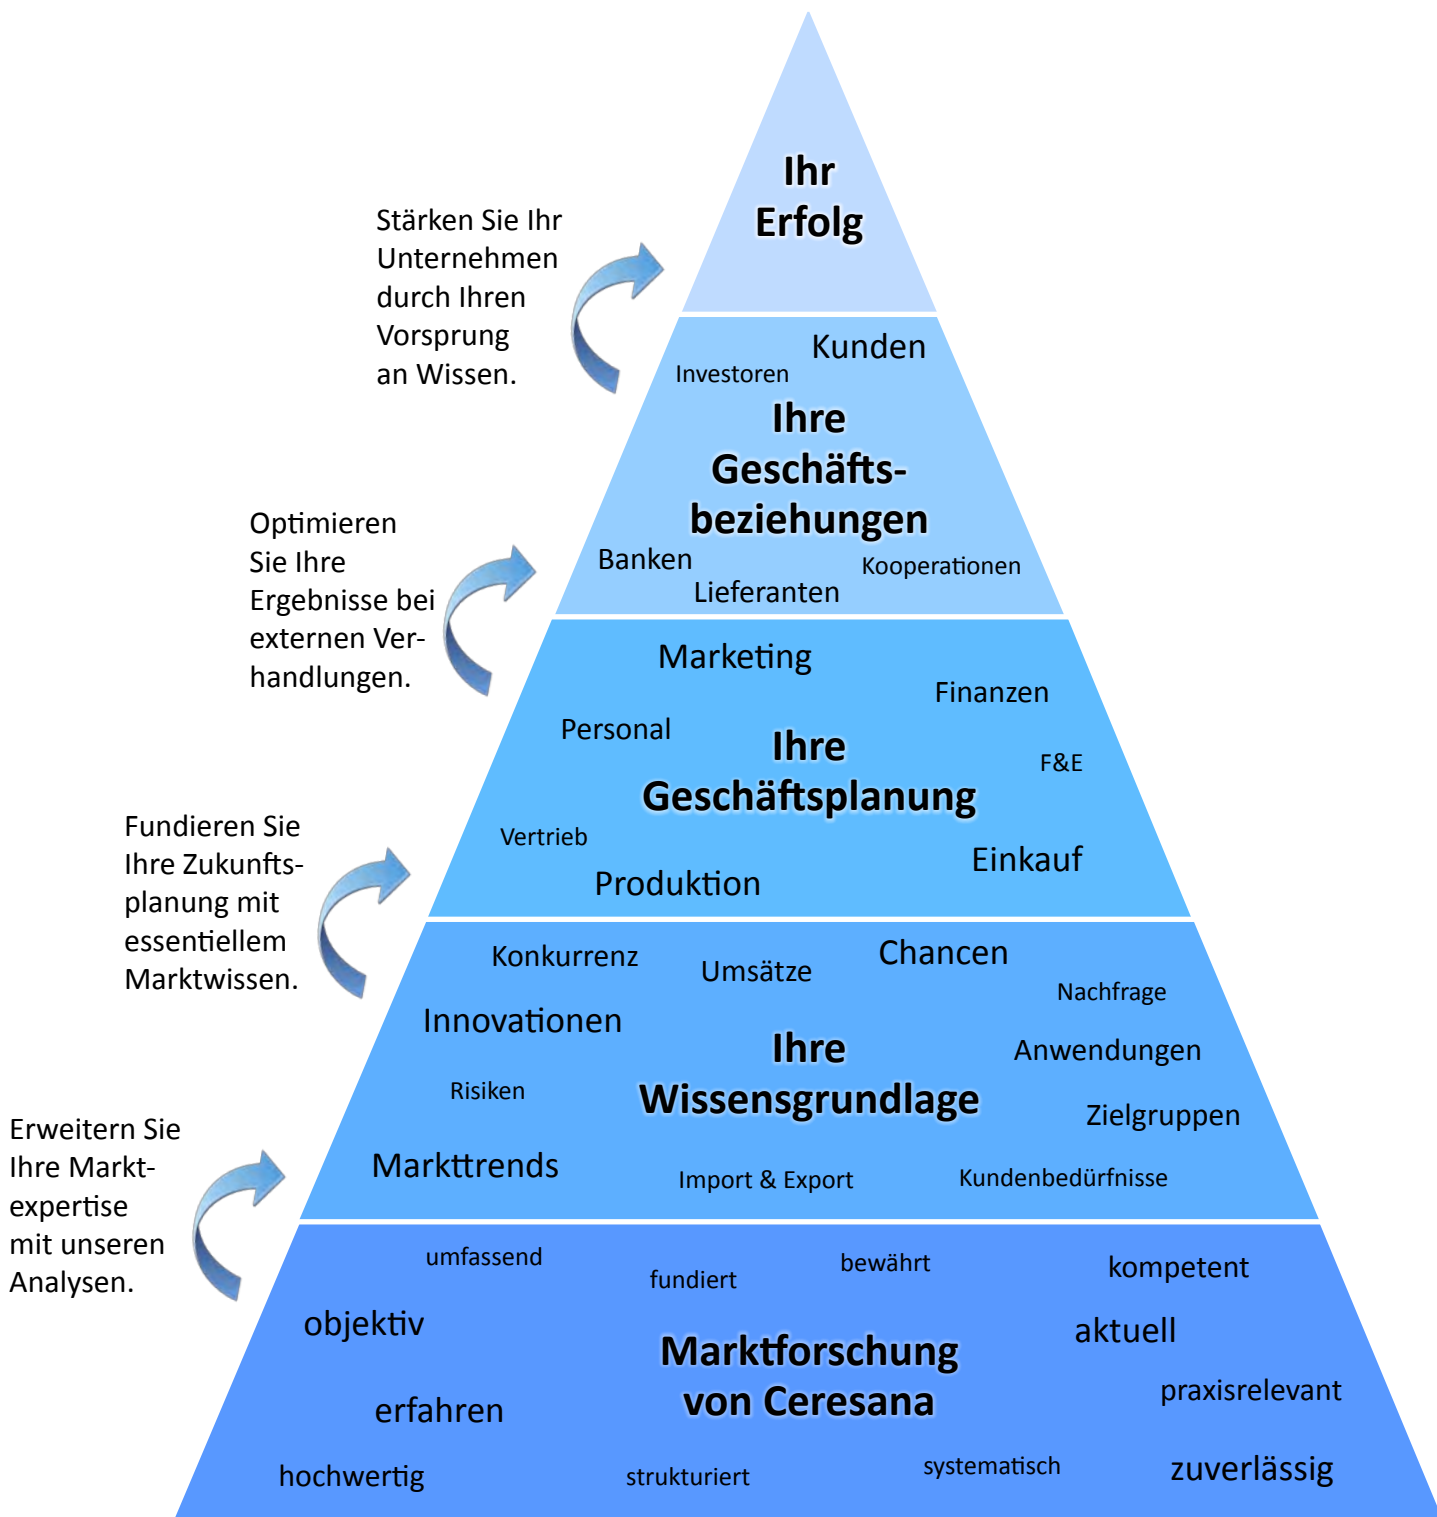 Ihr
Erfolg
Stärken Sie Ihr
Unternehmen
durch Ihren
Vorsprung
an Wissen.
Kunden
Investoren
Ihre
Geschäfts-
beziehungen
Banken
Kooperationen
Lieferanten
Optimieren
Sie Ihre
Ergebnisse bei
externen Ver-
handlungen.
Marketing
Finanzen
Personal
Ihre
Geschäftsplanung
F&E
Vertrieb
Einkauf
Produktion
Fundieren Sie
Ihre Zukunfts-
planung mit
essentiellem
Marktwissen.
Konkurrenz
Umsätze
Chancen
Nachfrage
Innovationen
Ihre
Wissensgrundlage
Anwendungen
Risiken
Zielgruppen
Markttrends
Import & Export
Kundenbedürfnisse
Erweitern Sie
Ihre Markt-
expertise
mit unseren
Analysen.
umfassend
fundiert
bewährt
kompetent
objektiv
aktuell
Marktforschung
von Ceresana
erfahren
praxisrelevant
hochwertig
strukturiert
systematisch
zuverlässig